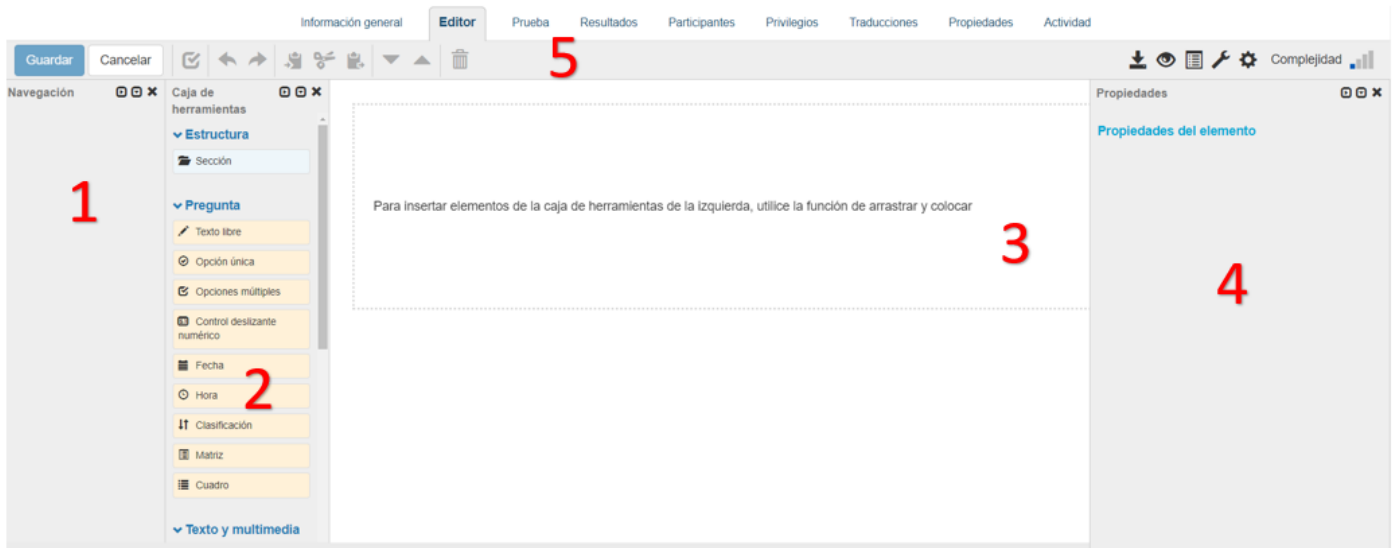 Información general Editor Prueba Resultados Participantes Privilegios Traducciones Propiedades Actividad
5
Guardar Cancelar Complejidad
Navegación
1
Caja de
herramientas
Estructura
Sección
Pregunta
Texto libre
Opción única
Opciones múltiples
Control deslizante
numérico
Fecha
2
Hora
Clasificación
Matriz
Cuadro
Texto y multimedia
Para insertar elementos de la caja de herramientas de la izquierda, utilice la función de arrastrar y colocar
3
Propiedades
Propiedades del elemento
4